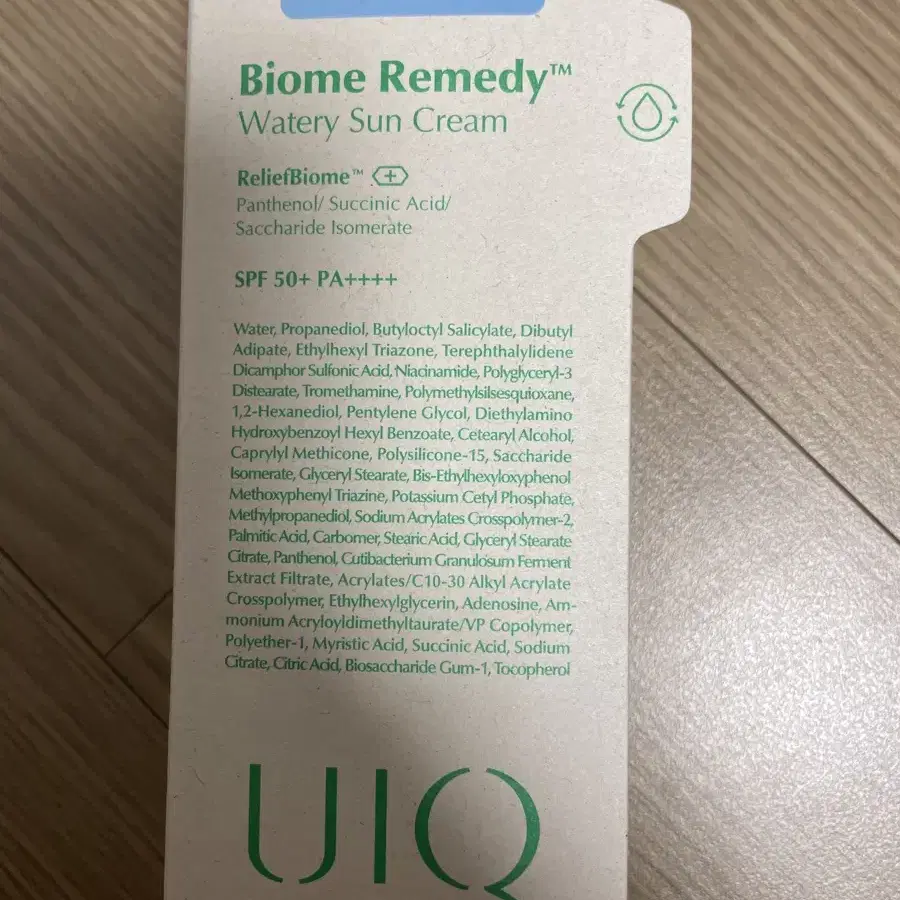 Biome Remedy™
Watery Sun Cream
ReliefBiome™
Panthenol/ Succinic Acid/
Saccharide Isomerate
SPF 50+ PA++++
Water, Propanediol, Butyloctyl Salicylate, Dibutyl
Adipate, Ethylhexyl Triazone, Terephthalylidene
Dicamphor Sulfonic Acid, Niacinamide, Polyglyceryl-3
Distearate, Tromethamine, Polymethylsilsesquioxane,
1,2-Hexanediol, Pentylene Glycol, Diethylamino
Hydroxybenzoyl Hexyl Benzoate, Cetearyl Alcohol,
Caprylyl Methicone, Polysilicone-15, Saccharide
Isomerate, Glyceryl Stearate, Bis-Ethylhexyloxyphenol
Methoxyphenyl Triazine, Potassium Cetyl Phosphate,
Methylpropanediol, Sodium Acrylates Crosspolymer-2,
Palmitic Acid, Carbomer, Stearic Acid, Glyceryl Stearate
Citrate, Panthenol, Cutibacterium Granulosum Ferment
Extract Filtrate, Acrylates/C10-30 Alkyl Acrylate
Crosspolymer, Ethylhexylglycerin, Adenosine, Am-
monium Acryloyldimethyltaurate/VP Copolymer,
Polyether-1, Myristic Acid, Succinic Acid, Sodium
Citrate, Citric Acid, Biosaccharide Gum-1, Tocopherol
UIQ